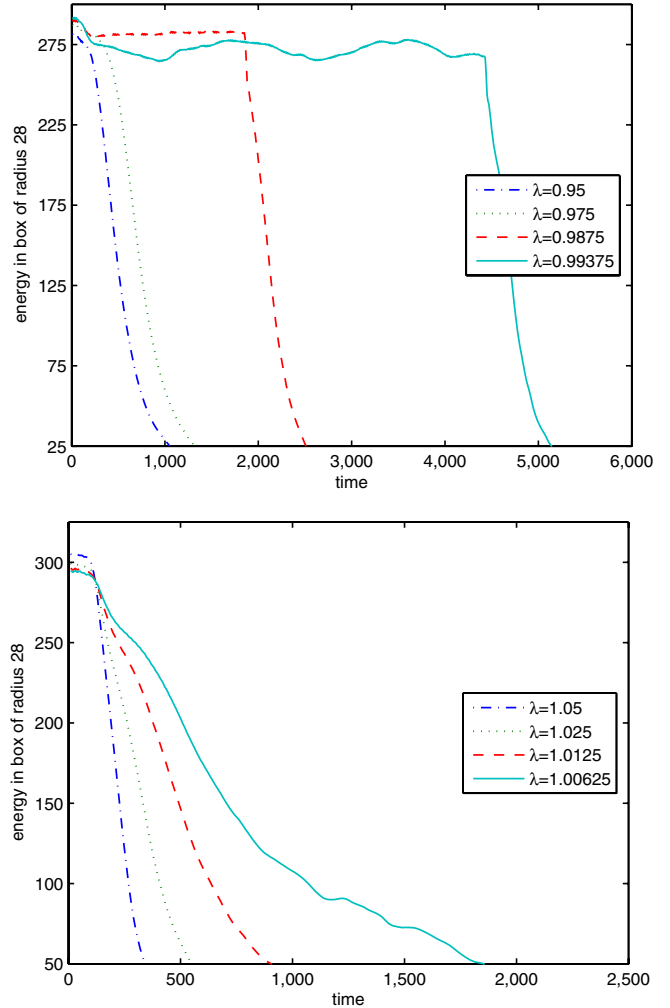 energy in box of radius 28
275
225
175
125
75
25
λ=0.95
λ=0.975
λ=0.9875
λ=0.99375
0
1,000
2,000
3,000
4,000
5,000
6,000
time
energy in box of radius 28
300
250
200
150
100
50
λ=1.05
λ=1.025
λ=1.0125
λ=1.00625
0
500
1,000
1,500
2,000
2,500
time